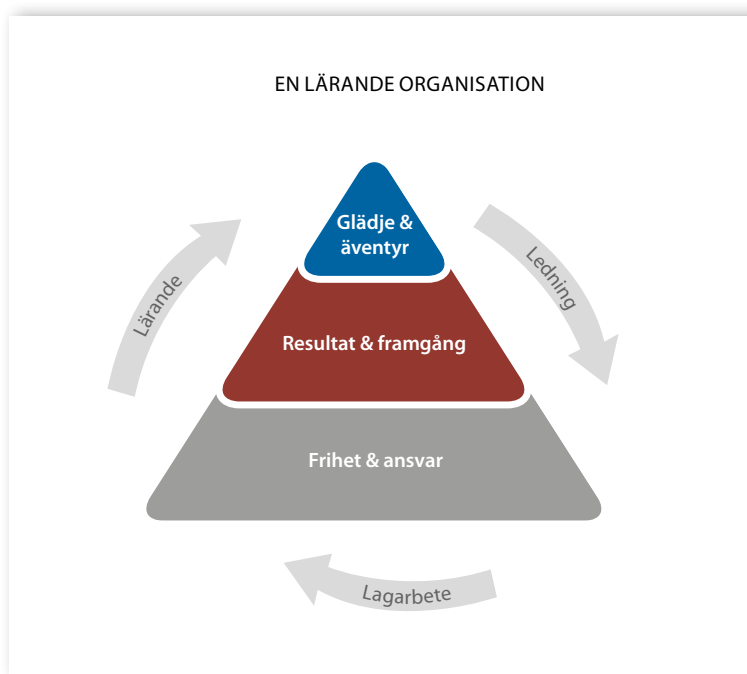 EN LÄRANDE ORGANISATION
Glädje &
äventyr
Lärande
Ledning
Resultat & framgång
Frihet & ansvar
Lagarbete